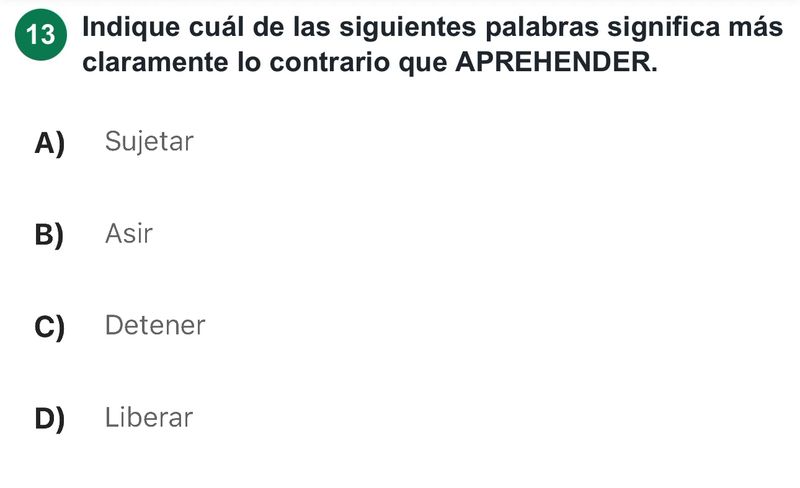 13 Indique cuál de las siguientes palabras significa más
claramente lo contrario que APREHENDER.
A) Sujetar
B) Asir
C) Detener
D) Liberar